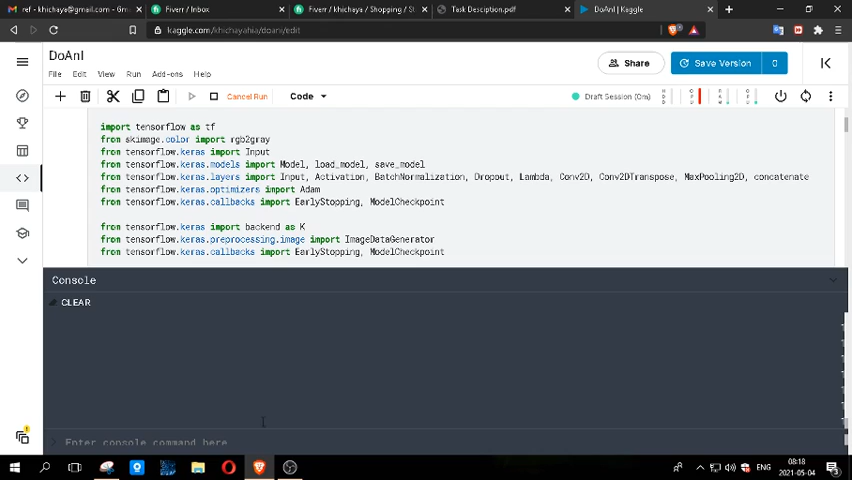 ref - khichaya@gmail.com - Gm
Fiverr / Inbox
Fiverr / khichaya / Shopping / St
Task Desciption.pdf
DoAnI | Kaggle
kaggle.com/khichayahia/doani/edit
DoAnI
File Edit View Run Add-ons Help
Share
Save Version 0
Cancel Run
Code
Draft Session (0m)
import tensorflow as tf
from skimage.color import rgb2gray
from tensorflow.keras import Input
from tensorflow.keras.models import Model, load_model, save_model
from tensorflow.keras.layers import Input, Activation, BatchNormalization, Dropout, Lambda, Conv2D, Conv2DTranspose, MaxPooling2D, concatenate
from tensorflow.keras.optimizers import Adam
from tensorflow.keras.callbacks import EarlyStopping, ModelCheckpoint
from tensorflow.keras import backend as K
from tensorflow.keras.preprocessing.image import ImageDataGenerator
from tensorflow.keras.callbacks import EarlyStopping, ModelCheckpoint
Console
CLEAR
Enter console command here
ENG
08:18
2021-05-04